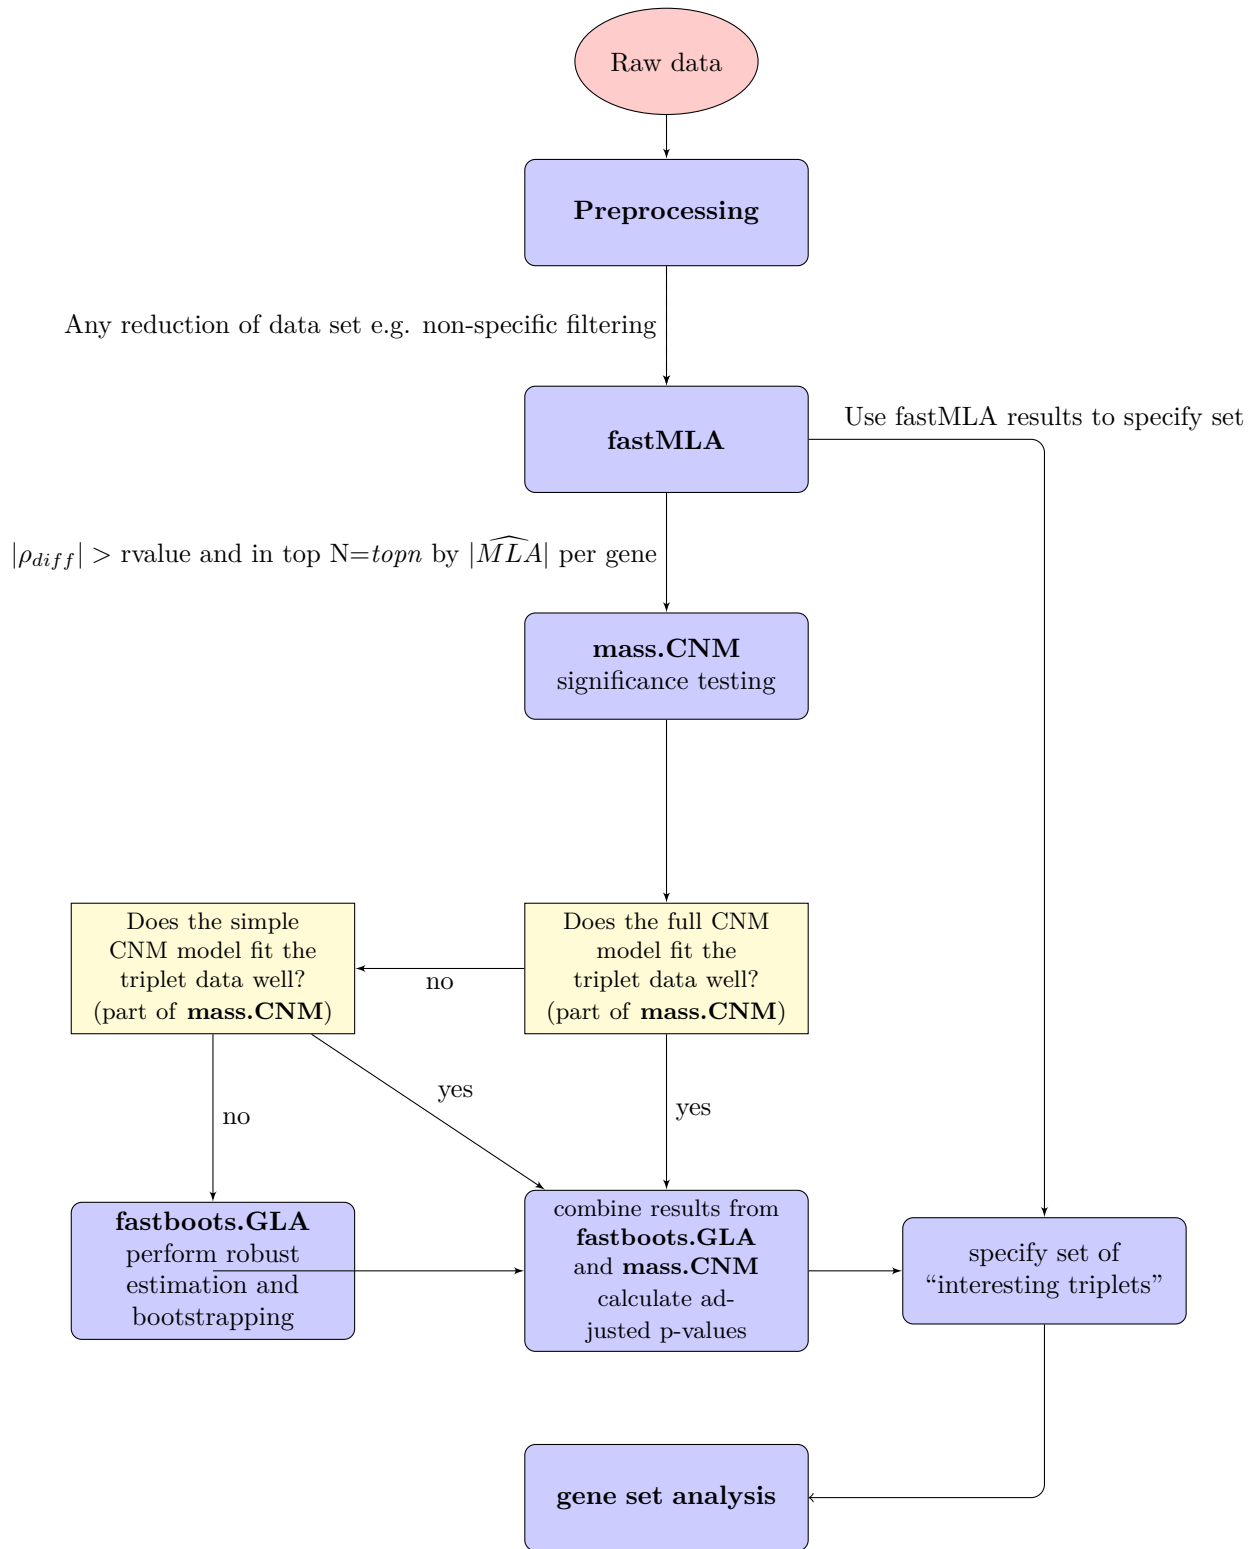 Raw data
Preprocessing
Any reduction of data set e.g. non-specific filtering
fastMLA
Use fastMLA results to specify set
|ρ_{diff}| > rvalue and in top N=topn by |\widehat{MLA}| per gene
mass.CNM
significance testing
Does the simple
CNM model fit the
triplet data well?
(part of mass.CNM)
no
Does the full CNM
model fit the
triplet data well?
(part of mass.CNM)
no
yes
yes
fastboots.GLA
perform robust
estimation and
bootstrapping
combine results from
fastboots.GLA
and mass.CNM
calculate ad-
justed p-values
specify set of
“interesting triplets”
gene set analysis